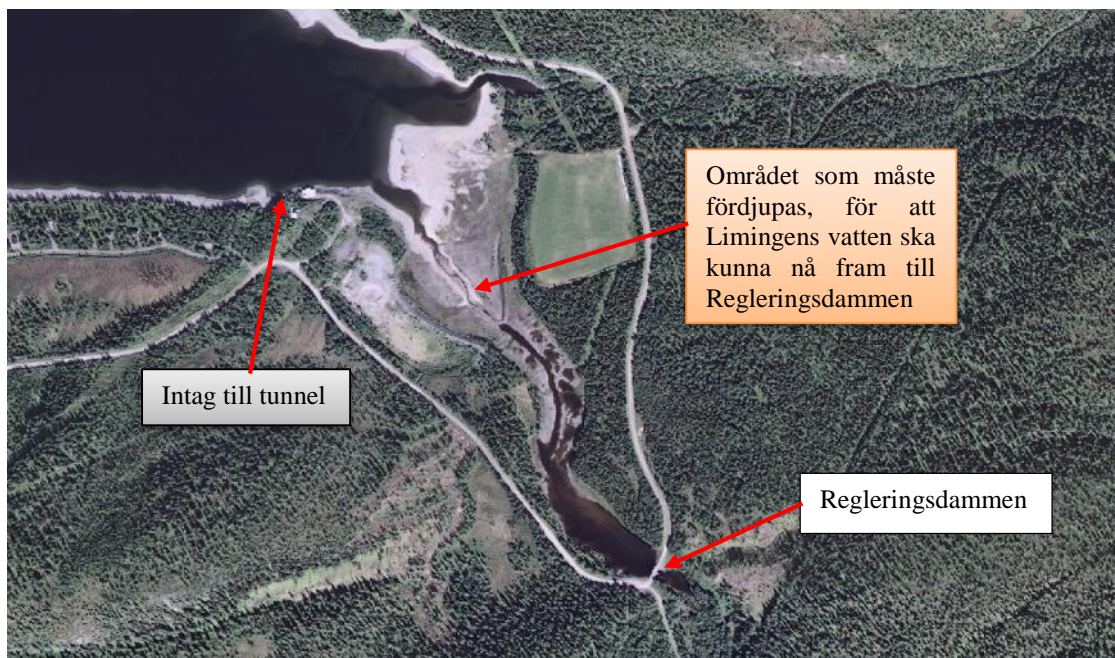 Området som måste
fördjupas, för att
Limingens vatten ska
kunna nå fram till
Regleringsdammen
Intag till tunnel
Regleringsdammen